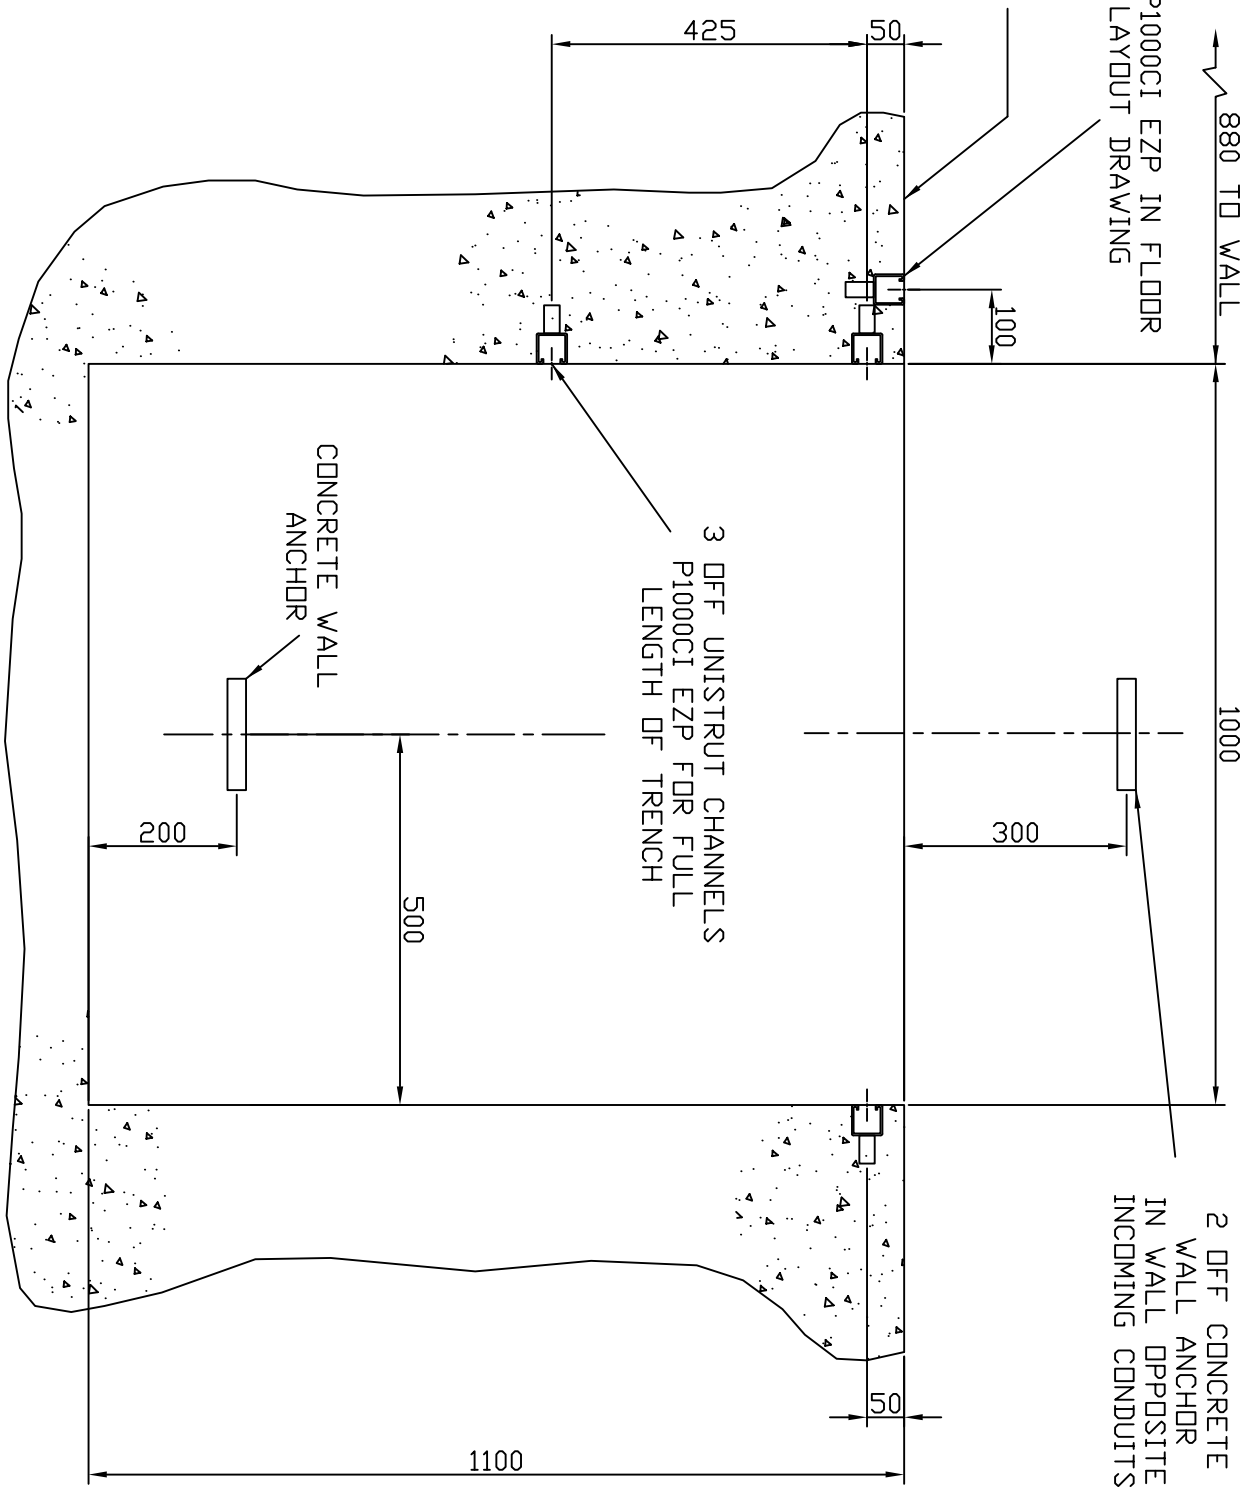 880 TO WALL
1000
P1000CI EZP IN FLOOR
LAYOUT DRAWING
2 OFF CONCRETE
WALL ANCHOR
IN WALL OPPOSITE
INCOMING CONDUITS
100
300
50
50
425
3 OFF UNISTRUT CHANNELS
P1000CI EZP FOR FULL
LENGTH OF TRENCH
1100
500
CONCRETE WALL
ANCHOR
200